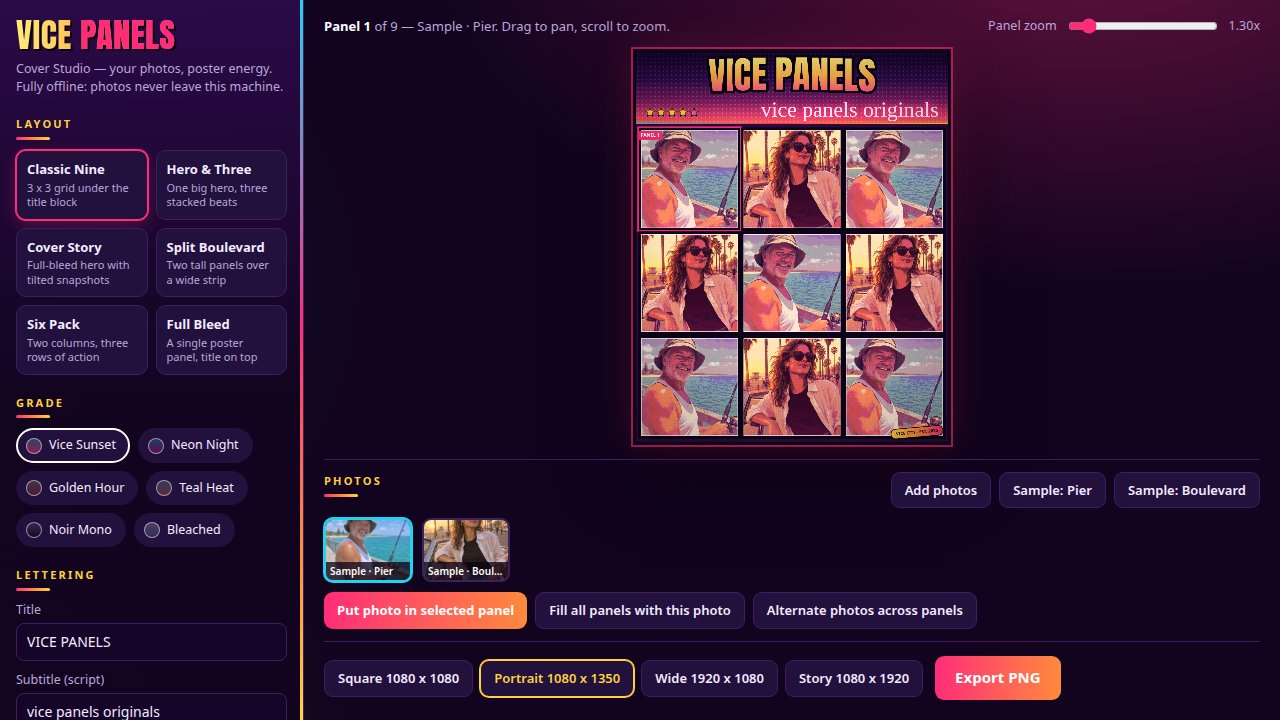 VICE PANELS
Cover Studio — your photos, poster energy.
Fully offline: photos never leave this machine.
LAYOUT
Classic Nine
3 x 3 grid under the
title block
Hero & Three
One big hero, three
stacked beats
Cover Story
Full-bleed hero with
tilted snapshots
Split Boulevard
Two tall panels over
a wide strip
Six Pack
Two columns, three
rows of action
Full Bleed
A single poster
panel, title on top
GRADE
Vice Sunset
Neon Night
Golden Hour
Teal Heat
Noir Mono
Bleached
LETTERING
Title
VICE PANELS
Subtitle (script)
vice panels originals
Panel 1 of 9 — Sample · Pier. Drag to pan, scroll to zoom.
Panel zoom
1.30x
VICE PANELS
vice panels originals
PANEL 1
PHOTOS
Add photos
Sample: Pier
Sample: Boulevard
Sample · Pier
Sample · Boul...
Put photo in selected panel
Fill all panels with this photo
Alternate photos across panels
Square 1080 x 1080
Portrait 1080 x 1350
Wide 1920 x 1080
Story 1080 x 1920
Export PNG